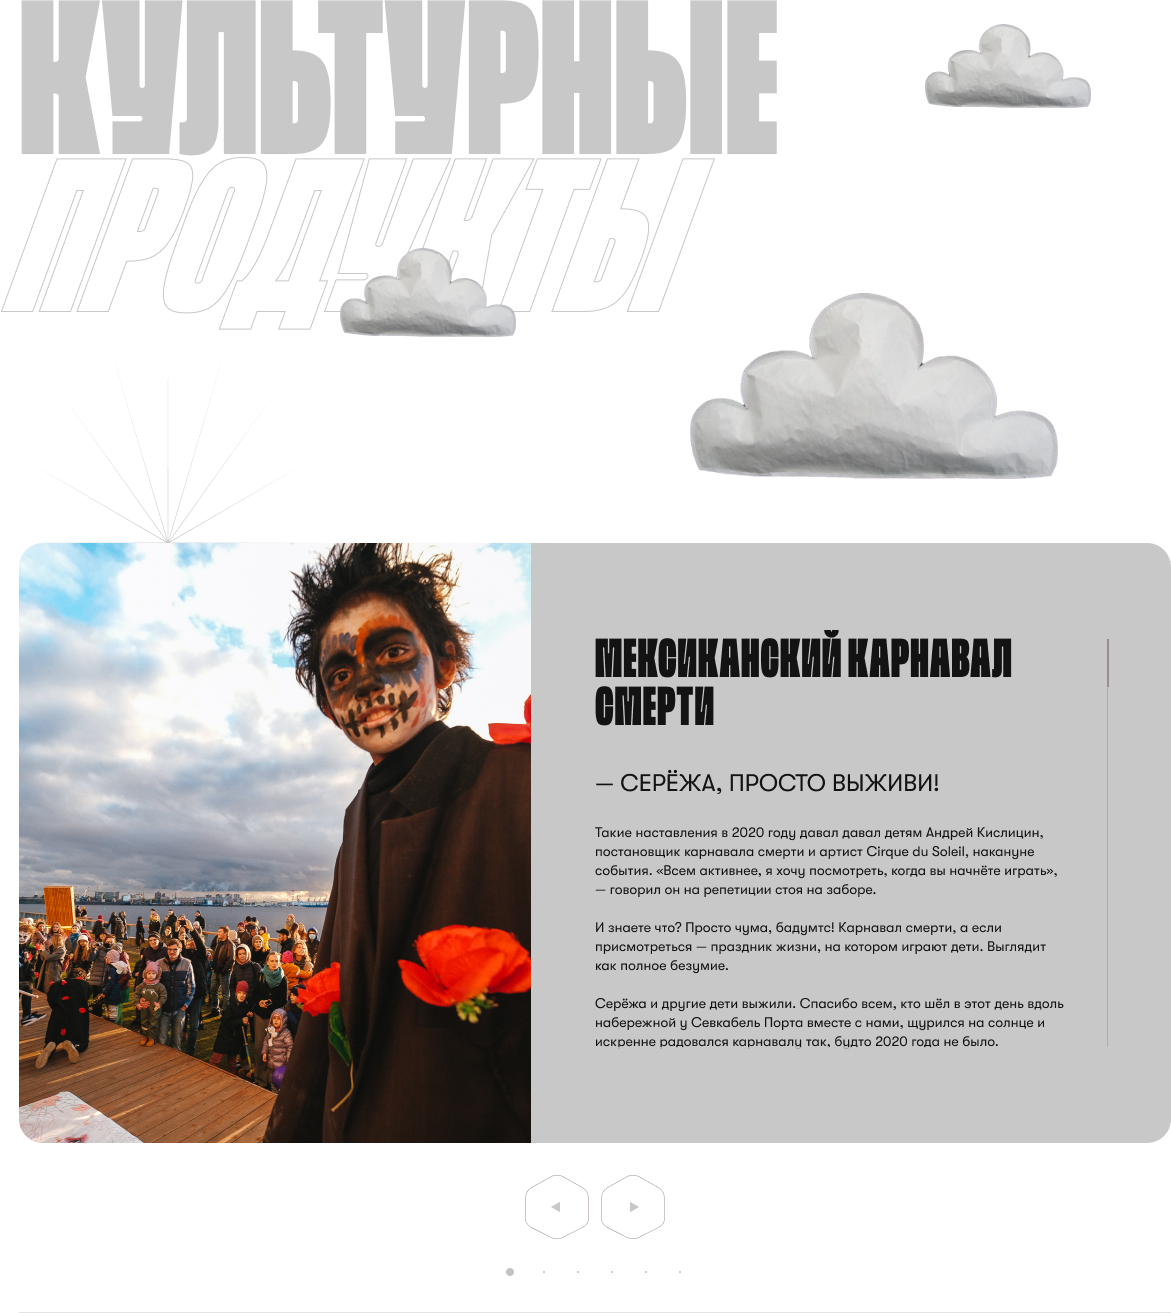 КУЛЬТУРНЫЕ
ПРОДУКТЫ
МЕКСИКАНСКИЙ КАРНАВАЛ
СМЕРТИ
— СЕРЁЖА, ПРОСТО ВЫЖИВИ!
Такие наставления в 2020 году давал давал детям Андрей Кислицин,
постановщик карнавала смерти и артист Cirque du Soleil, накануне
события. «Всем активнее, я хочу посмотреть, когда вы начнёте играть»,
— говорил он на репетиции стоя на заборе.
И знаете что? Просто чума, бадумтс! Карнавал смерти, а если
присмотреться — праздник жизни, на котором играют дети. Выглядит
как полное безумие.
Серёжа и другие дети выжили. Спасибо всем, кто шёл в этот день вдоль
набережной у Севкабель Порта вместе с нами, щурился на солнце и
искренне радовался карнавалу так, будто 2020 года не было.